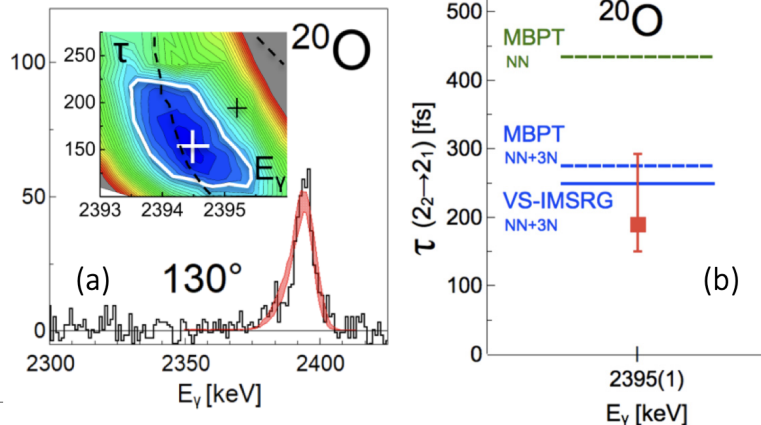 100
50
0
2300
2350
2400
Eγ [keV]
(a)
130°
²⁰O
τ
250
200
150
2393
2394
2395
Eγ
500
400
300
200
100
0
τ (2₂→2₁) [fs]
²⁰O
MBPT
NN
MBPT
NN+3N
VS-IMSRG
NN+3N
(b)
2395(1)
Eγ [keV]